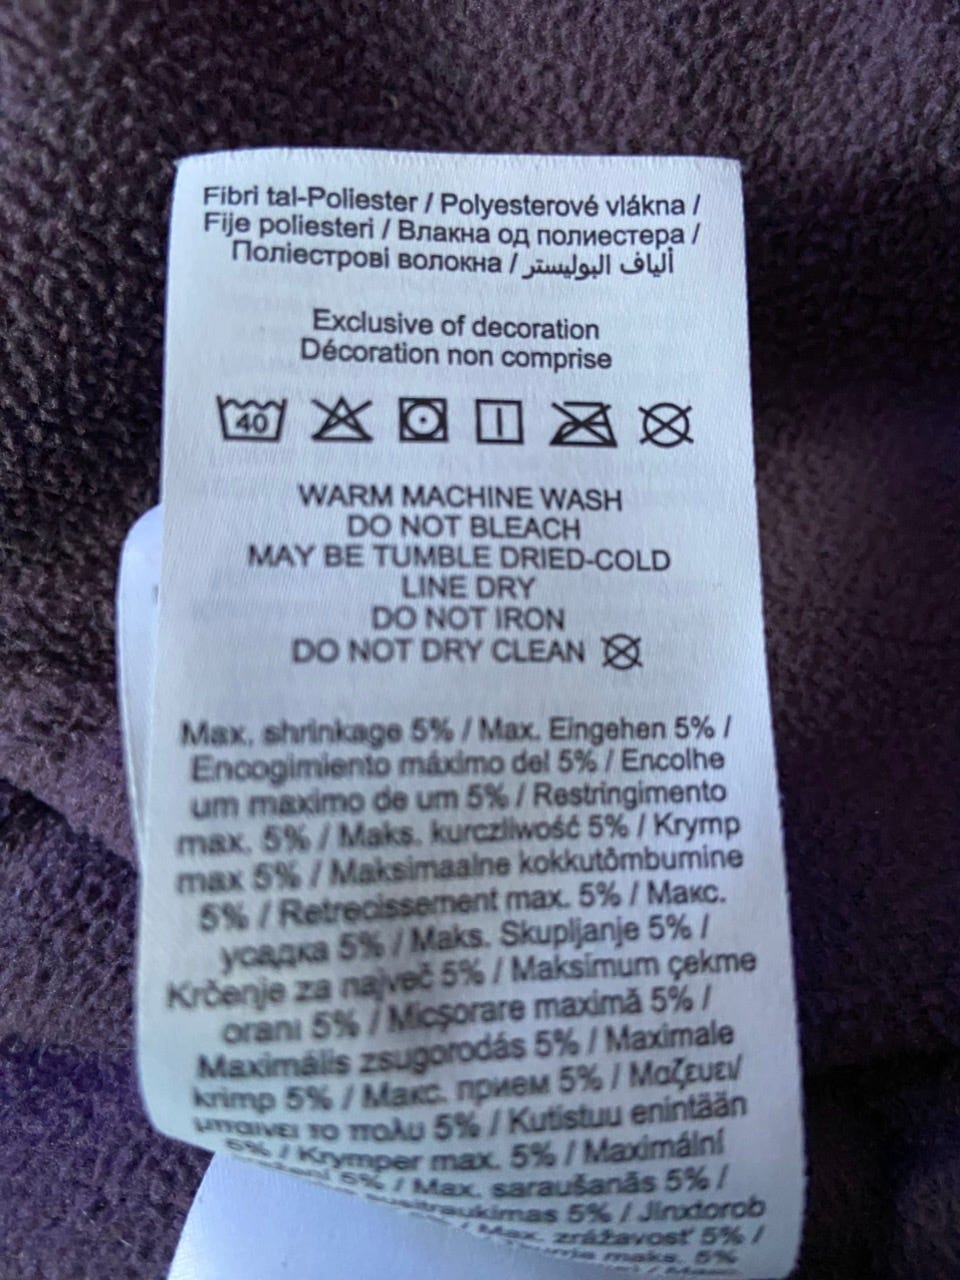 Fibri tal-Poliester / Polyesterové vlákna /
Fije poliesteri / Влакна од полиестера /
Поліестрові волокна / ألياف البوليستر
Exclusive of decoration
Décoration non comprise
40
WARM MACHINE WASH
DO NOT BLEACH
MAY BE TUMBLE DRIED-COLD
LINE DRY
DO NOT IRON
DO NOT DRY CLEAN
Max. shrinkage 5% / Max. Eingehen 5% /
Encogimiento máximo del 5% / Encolhe
um maximo de um 5% / Restringimento
max. 5% / Maks. kurczliwość 5% / Krymp
max 5% / Maksimaalne kokkutõmbumine
5% / Retrecissement max. 5% / Макс.
усадка 5% / Maks. Skupljanje 5% /
Krčenje za največ 5% / Maksimum çekme
oranı 5% / Micșorare maximă 5% /
Maximális zsugorodás 5% / Maximale
krimp 5% / Макс. прием 5% / Μαζευει/
μπαινει το πολυ 5% / Kutistuu enintään
5% / Krymper max. 5% / Maximální
5% / Max. saraušanās 5% /
5% / Jinxtorob
Max. zrážavosť 5% /
maks. 5%